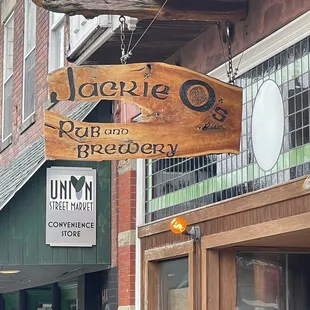 Jackie O's
Pub and
Brewery
UNION
STREET MARKET
CONVENIENCE
STORE